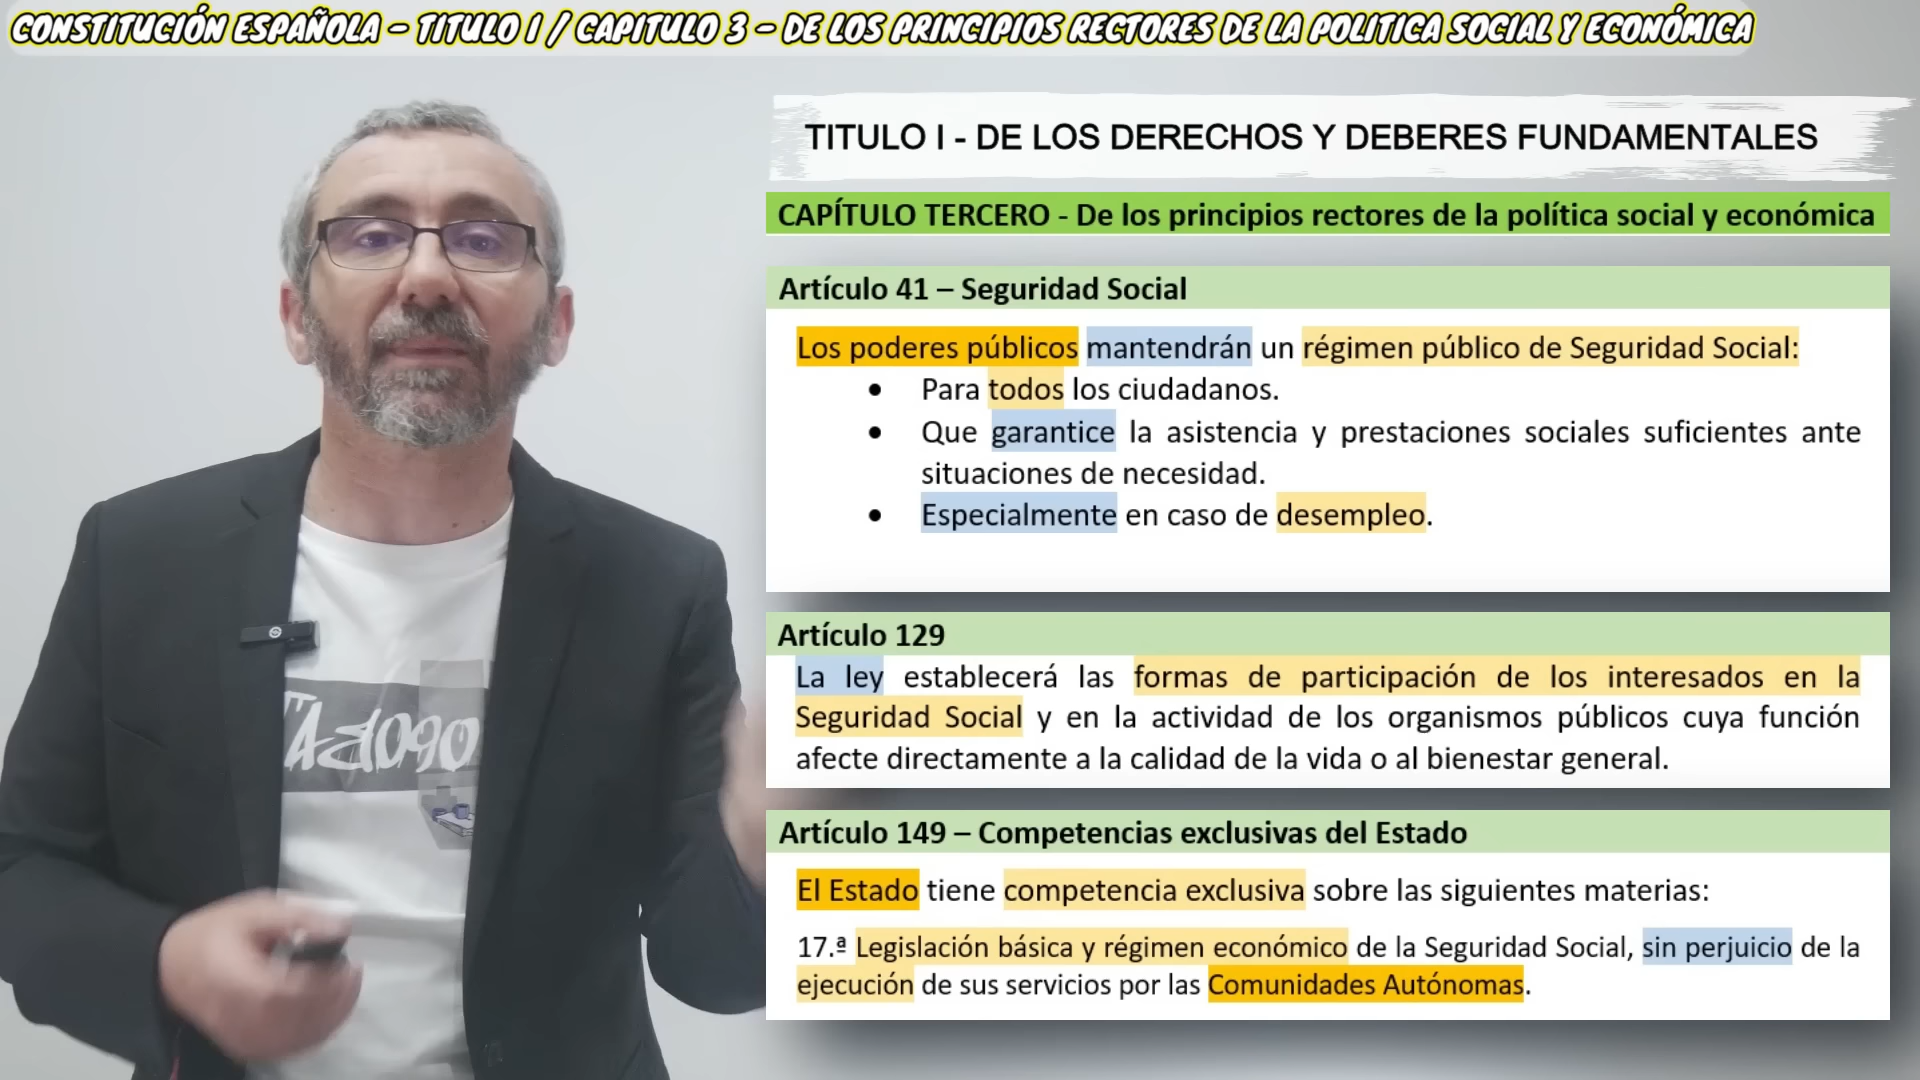 CONSTITUCIÓN ESPAÑOLA - TITULO I / CAPITULO 3 - DE LOS PRINCIPIOS RECTORES DE LA POLITICA SOCIAL Y ECONÓMICA
TITULO I - DE LOS DERECHOS Y DEBERES FUNDAMENTALES
CAPÍTULO TERCERO - De los principios rectores de la política social y económica
Artículo 41 – Seguridad Social
Los poderes públicos mantendrán un régimen público de Seguridad Social:
• Para todos los ciudadanos.
• Que garantice la asistencia y prestaciones sociales suficientes ante
situaciones de necesidad.
• Especialmente en caso de desempleo.
Artículo 129
La ley establecerá las formas de participación de los interesados en la
Seguridad Social y en la actividad de los organismos públicos cuya función
afecte directamente a la calidad de la vida o al bienestar general.
Artículo 149 – Competencias exclusivas del Estado
El Estado tiene competencia exclusiva sobre las siguientes materias:
17.ª Legislación básica y régimen económico de la Seguridad Social, sin perjuicio de la
ejecución de sus servicios por las Comunidades Autónomas.